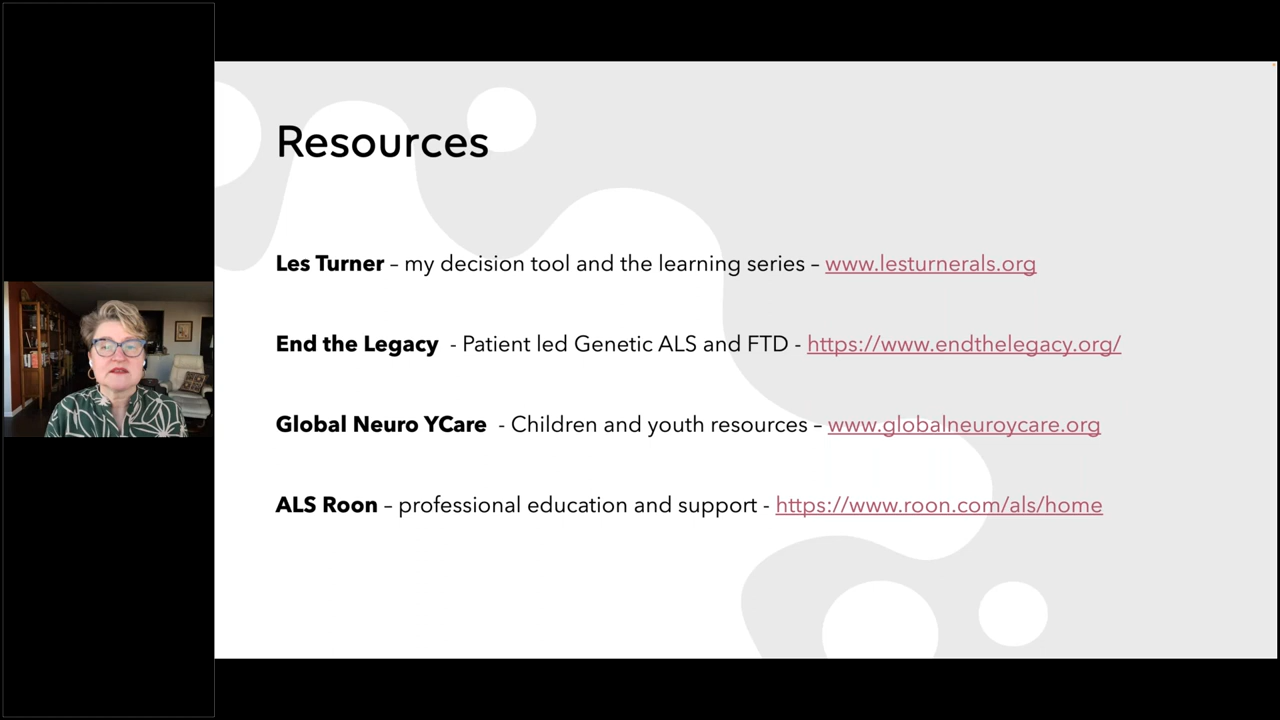 Resources
Les Turner – my decision tool and the learning series – www.lesturnerals.org
End the Legacy - Patient led Genetic ALS and FTD - https://www.endthelegacy.org/
Global Neuro YCare - Children and youth resources – www.globalneuroycare.org
ALS Roon – professional education and support - https://www.roon.com/als/home